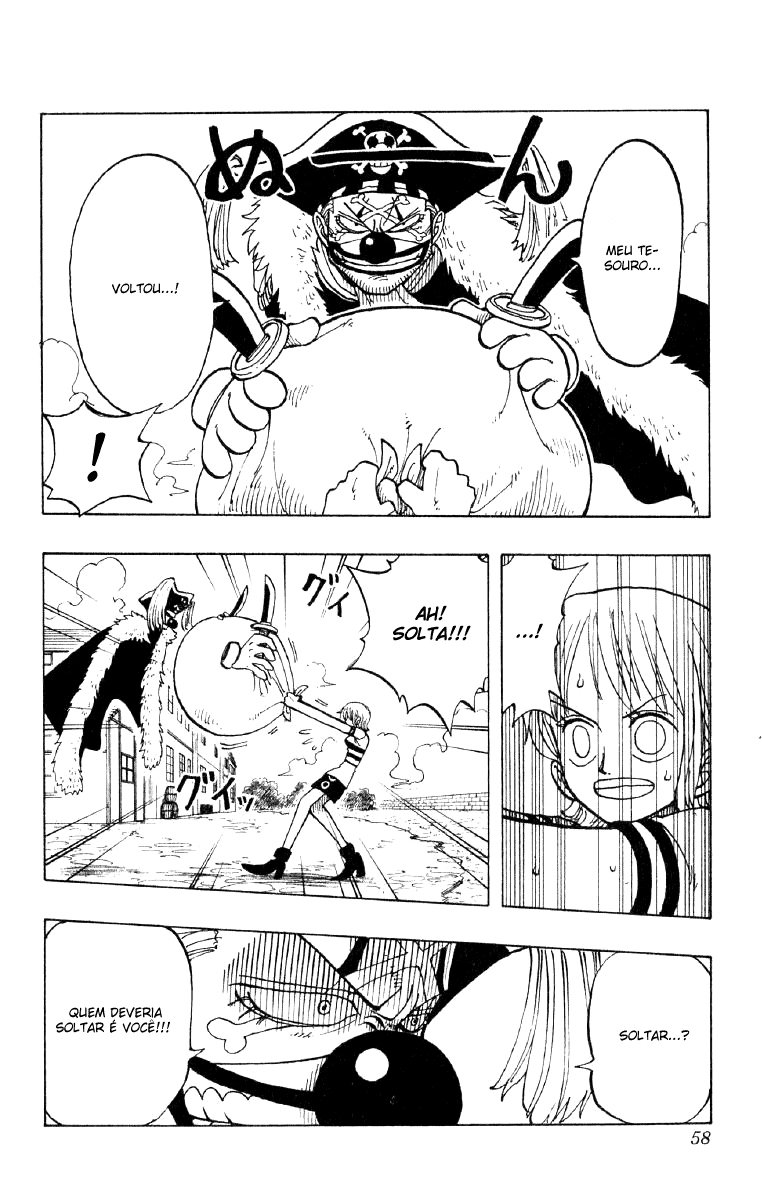 ぬ
ん
MEU TE-
SOURO...
VOLTOU...!
!
...!
AH!
SOLTA!!!
グイ
グイッ
SOLTAR...?
QUEM DEVERIA
SOLTAR É VOCÊ!!!
58